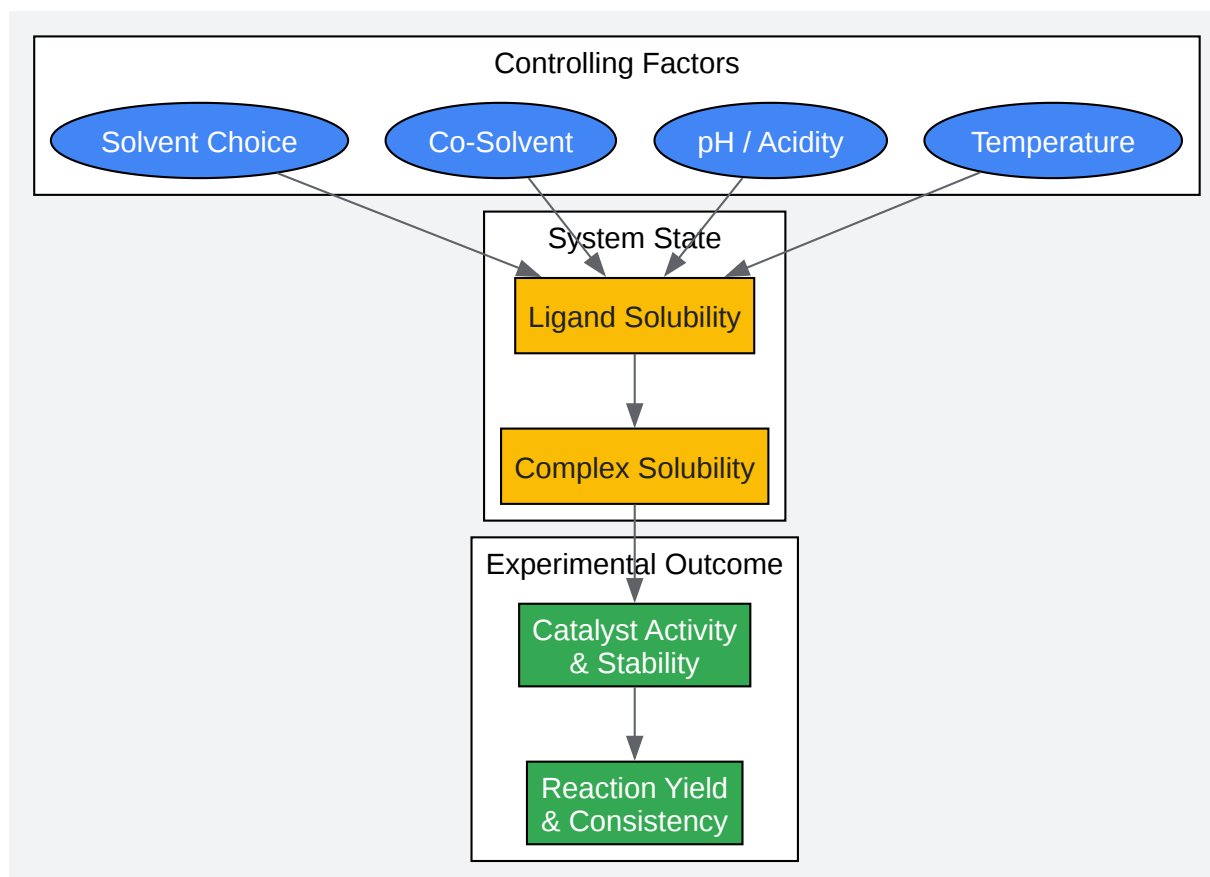 Controlling Factors
Solvent Choice
Co-Solvent
pH / Acidity
Temperature
System State
Ligand Solubility
Complex Solubility
Experimental Outcome
Catalyst Activity
& Stability
Reaction Yield
& Consistency